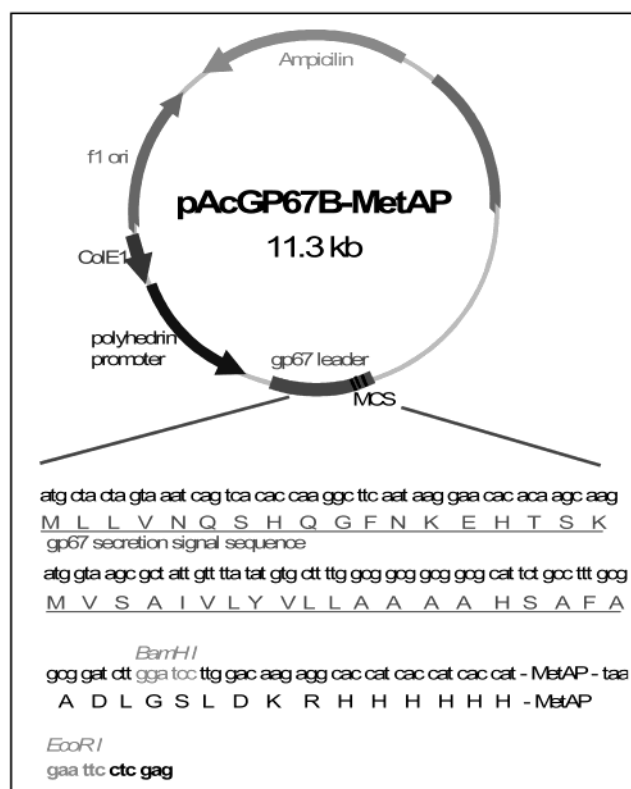 Ampicilin
f1 ori
pAcGP67B-MetAP
11.3 kb
ColE1
polyhedrin
promoter
gp67 leader
MCS
atg cta cta gta aat cag tca cac caa ggc ttc aat aag gaa cac aca agc aag
M L L V N Q S H Q G F N K E H T S K
gp67 secretion signal sequence
atg gta agc gct att gtt tta tat gtg ctt ttg gcg gcg gcg gcg cat tct gcc ttt gcg
M V S A I V L Y V L L A A A A H S A F A
BamH I
gcg gat ctt gga tcc ttg gac aag agg cac cat cac cat cac cat - MetAP - taa
A D L G S L D K R H H H H H H - MetAP
EcoR I
gaa ttc ctc gag